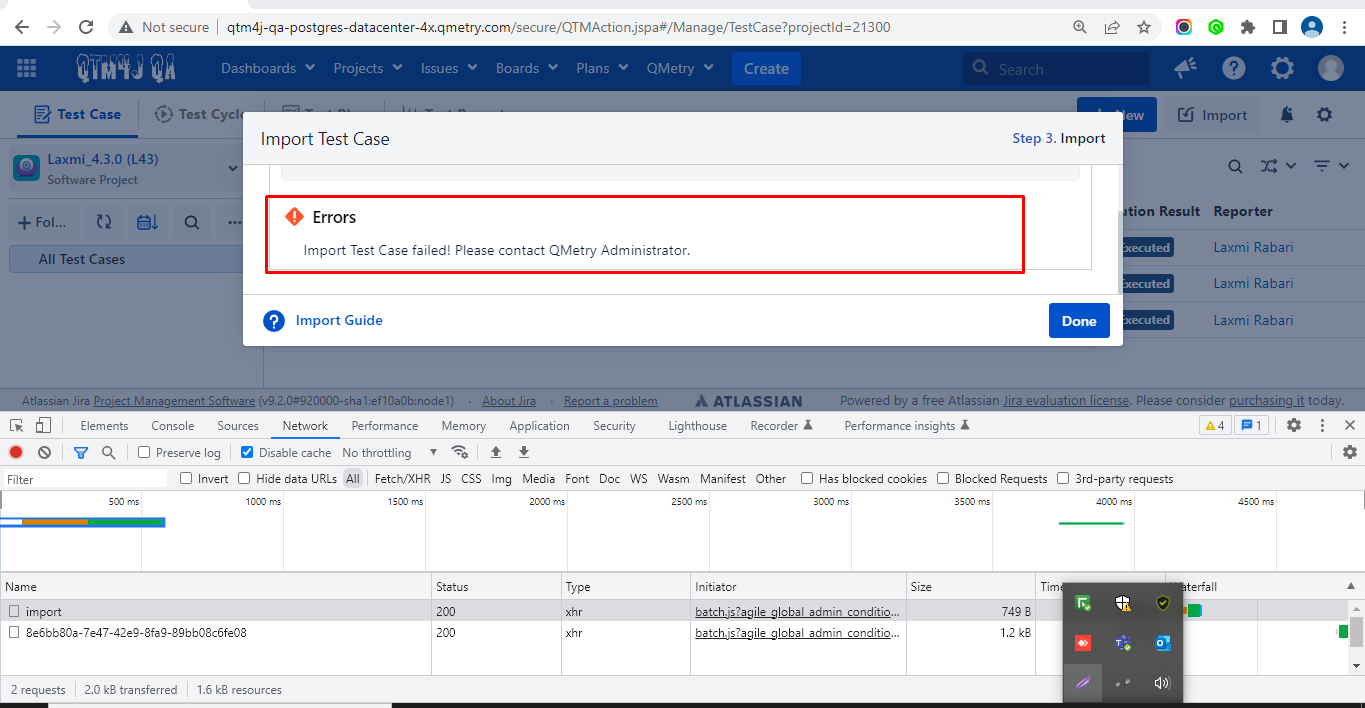 Not secure qtm4j-qa-postgres-datacenter-4x.qmetry.com/secure/QTMAction.jspa#/Manage/TestCase?projectId=21300
QTM4J QA Dashboards Projects Issues Boards Plans QMetry Create Search
Test Case Test Cycle New Import
Import Test Case Step 3. Import
Laxmi_4.3.0 (L43)
Software Project
+ Fol...
ution Result Reporter
Errors
Import Test Case failed! Please contact QMetry Administrator.
All Test Cases
xecuted Laxmi Rabari
xecuted Laxmi Rabari
xecuted Laxmi Rabari
Import Guide Done
Atlassian Jira Project Management Software (v9.2.0#920000-sha1:ef10a0b:node1) · About Jira · Report a problem ATLASSIAN Powered by a free Atlassian Jira evaluation license. Please consider purchasing it today.
Elements Console Sources Network Performance Memory Application Security Lighthouse Recorder Performance insights 4 1
Preserve log Disable cache No throttling
Filter Invert Hide data URLs All Fetch/XHR JS CSS Img Media Font Doc WS Wasm Manifest Other Has blocked cookies Blocked Requests 3rd-party requests
500 ms 1000 ms 1500 ms 2000 ms 2500 ms 3000 ms 3500 ms 4000 ms 4500 ms
Name Status Type Initiator Size Time Waterfall
import 200 xhr batch.js?agile_global_admin_conditio... 749 B
8e6bb80a-7e47-42e9-8fa9-89bb08c6fe08 200 xhr batch.js?agile_global_admin_conditio... 1.2 kB
2 requests 2.0 kB transferred 1.6 kB resources